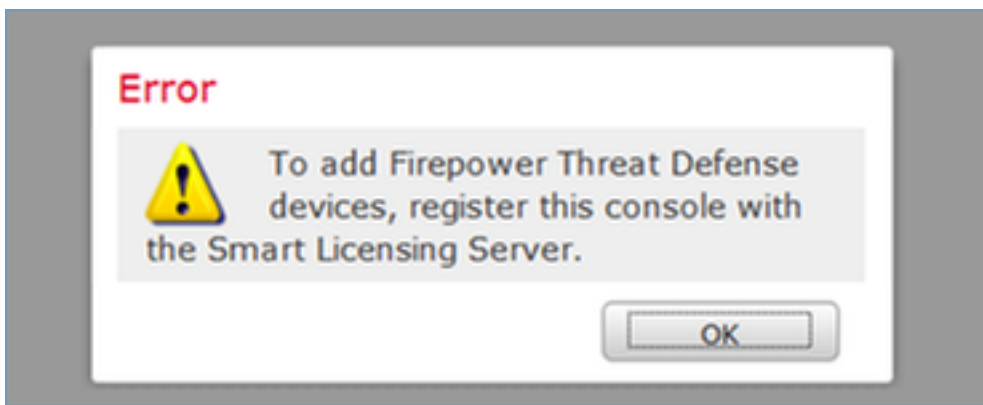 Error
To add Firepower Threat Defense
devices, register this console with
the Smart Licensing Server.
OK